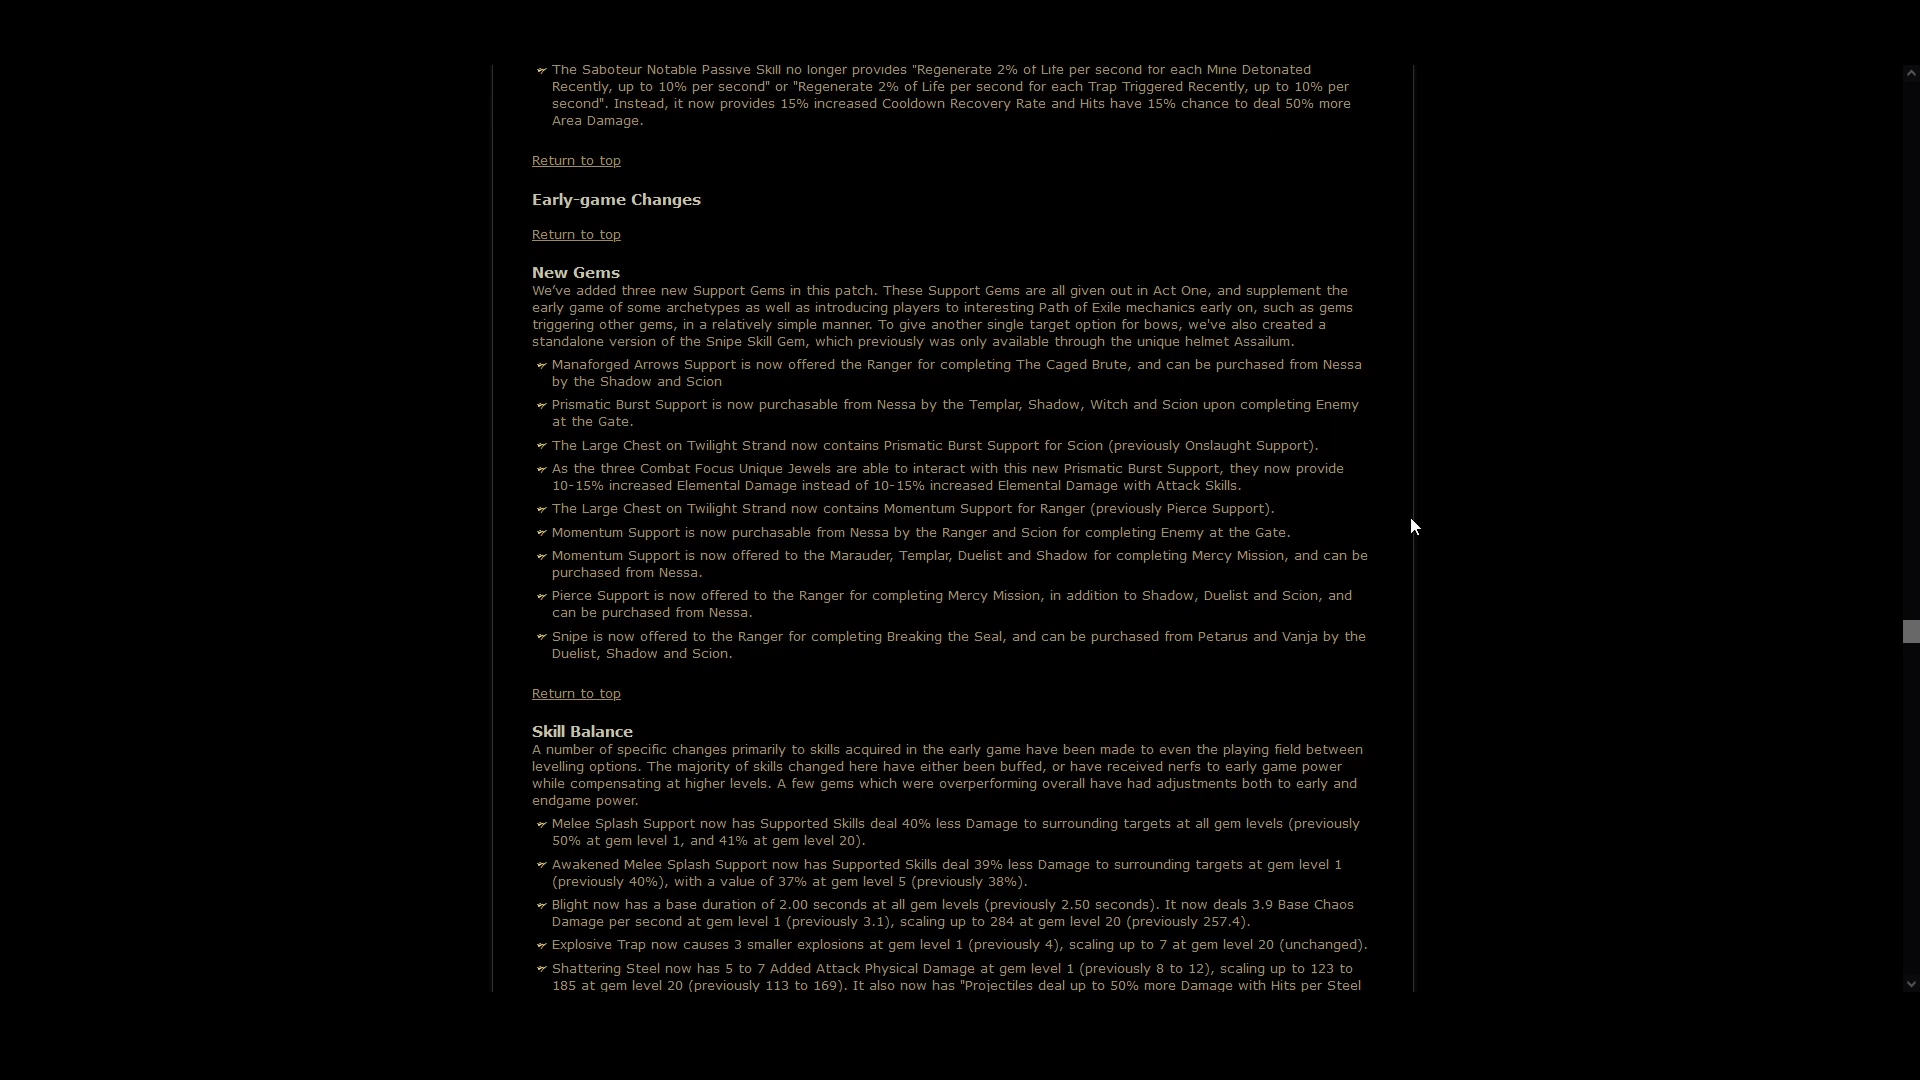 The Saboteur Notable Passive Skill no longer provides "Regenerate 2% of Life per second for each Mine Detonated
Recently, up to 10% per second" or "Regenerate 2% of Life per second for each Trap Triggered Recently, up to 10% per
second". Instead, it now provides 15% increased Cooldown Recovery Rate and Hits have 15% chance to deal 50% more
Area Damage.
Return to top
Early-game Changes
Return to top
New Gems
We've added three new Support Gems in this patch. These Support Gems are all given out in Act One, and supplement the
early game of some archetypes as well as introducing players to interesting Path of Exile mechanics early on, such as gems
triggering other gems, in a relatively simple manner. To give another single target option for bows, we've also created a
standalone version of the Snipe Skill Gem, which previously was only available through the unique helmet Assailum.
Manaforged Arrows Support is now offered the Ranger for completing The Caged Brute, and can be purchased from Nessa
by the Shadow and Scion
Prismatic Burst Support is now purchasable from Nessa by the Templar, Shadow, Witch and Scion upon completing Enemy
at the Gate.
The Large Chest on Twilight Strand now contains Prismatic Burst Support for Scion (previously Onslaught Support).
As the three Combat Focus Unique Jewels are able to interact with this new Prismatic Burst Support, they now provide
10-15% increased Elemental Damage instead of 10-15% increased Elemental Damage with Attack Skills.
The Large Chest on Twilight Strand now contains Momentum Support for Ranger (previously Pierce Support).
Momentum Support is now purchasable from Nessa by the Ranger and Scion for completing Enemy at the Gate.
Momentum Support is now offered to the Marauder, Templar, Duelist and Shadow for completing Mercy Mission, and can be
purchased from Nessa.
Pierce Support is now offered to the Ranger for completing Mercy Mission, in addition to Shadow, Duelist and Scion, and
can be purchased from Nessa.
Snipe is now offered to the Ranger for completing Breaking the Seal, and can be purchased from Petarus and Vanja by the
Duelist, Shadow and Scion.
Return to top
Skill Balance
A number of specific changes primarily to skills acquired in the early game have been made to even the playing field between
levelling options. The majority of skills changed here have either been buffed, or have received nerfs to early game power
while compensating at higher levels. A few gems which were overperforming overall have had adjustments both to early and
endgame power.
Melee Splash Support now has Supported Skills deal 40% less Damage to surrounding targets at all gem levels (previously
50% at gem level 1, and 41% at gem level 20).
Awakened Melee Splash Support now has Supported Skills deal 39% less Damage to surrounding targets at gem level 1
(previously 40%), with a value of 37% at gem level 5 (previously 38%).
Blight now has a base duration of 2.00 seconds at all gem levels (previously 2.50 seconds). It now deals 3.9 Base Chaos
Damage per second at gem level 1 (previously 3.1), scaling up to 284 at gem level 20 (previously 257.4).
Explosive Trap now causes 3 smaller explosions at gem level 1 (previously 4), scaling up to 7 at gem level 20 (unchanged).
Shattering Steel now has 5 to 7 Added Attack Physical Damage at gem level 1 (previously 8 to 12), scaling up to 123 to
185 at gem level 20 (previously 113 to 169). It also now has "Projectiles deal up to 50% more Damage with Hits per Steel